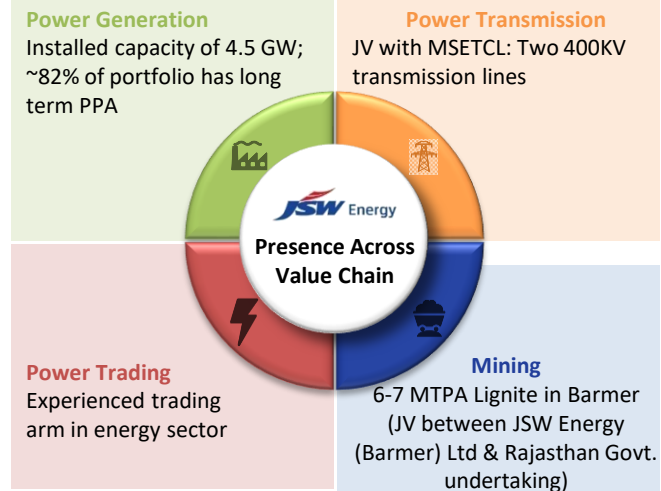 Power Generation
Installed capacity of 4.5 GW;
~82% of portfolio has long
term PPA
Power Transmission
JV with MSETCL: Two 400KV
transmission lines
JSW Energy
Presence Across
Value Chain
Power Trading
Experienced trading
arm in energy sector
Mining
6-7 MTPA Lignite in Barmer
(JV between JSW Energy
(Barmer) Ltd & Rajasthan Govt.
undertaking)